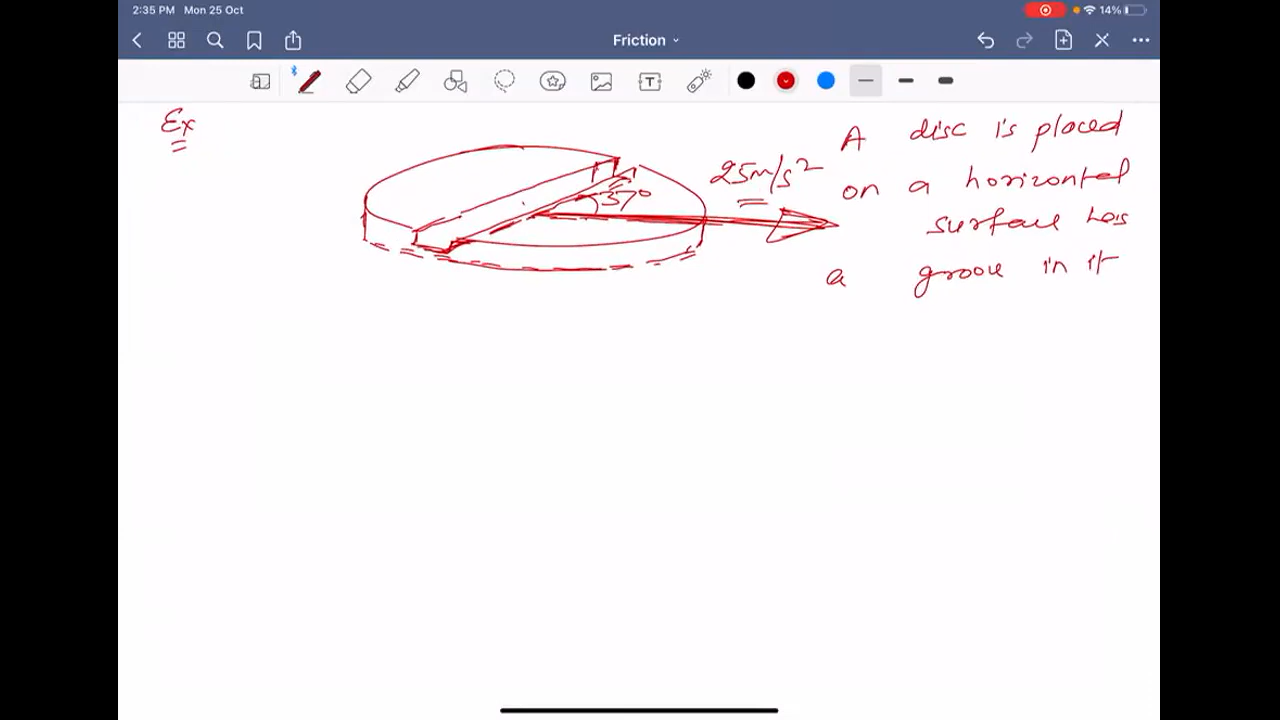 2:35 PM Mon 25 Oct
14%
Friction
T
Ex
A disc is placed
25m/s²
on a horizontal
37°
surface has
a groove in it